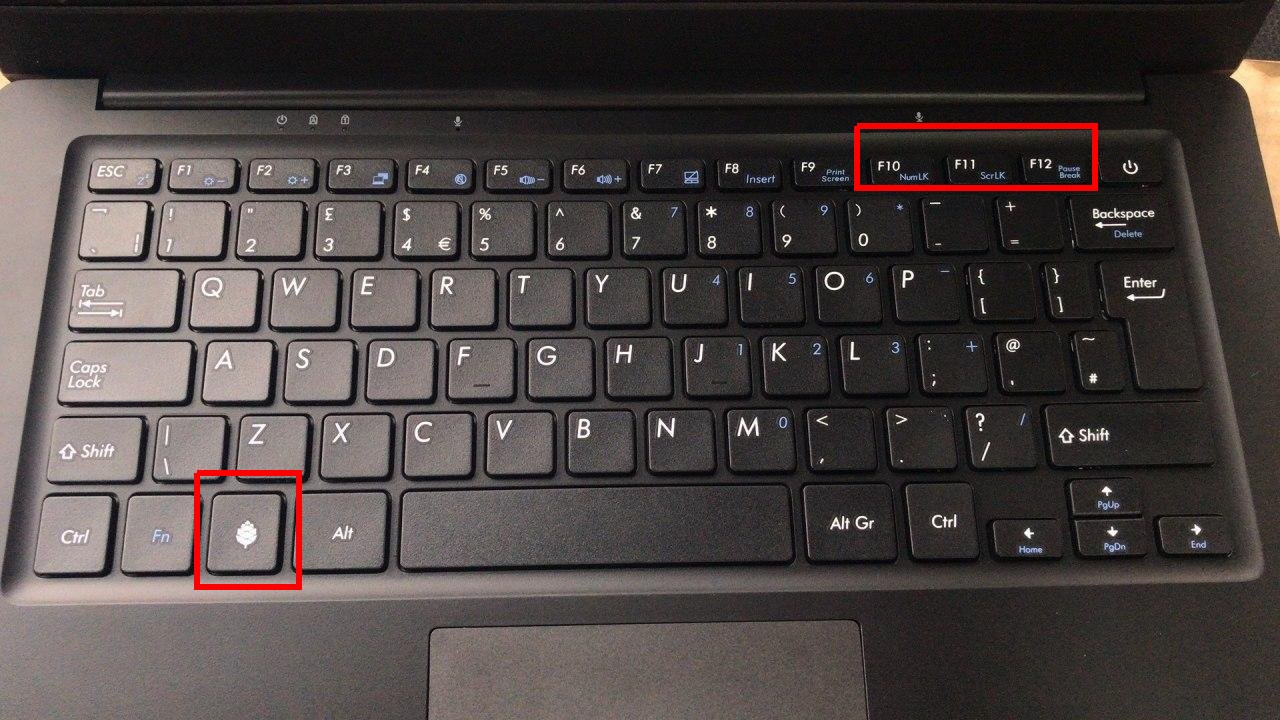 ESC Zz
F1 -
F2 +
F3
F4
F5 -
F6 +
F7
F8 Insert
F9 Print Screen
F10 NumLK
F11 ScrLK
F12 Pause Break
¬ ` |
! 1
" 2
£ 3
$ 4 €
% 5
^ 6
& 7 7
* 8 8
( 9 9
) 0 *
_ -
+ =
Backspace Delete
Tab
Q
W
E
R
T
Y
U 4
I 5
O 6
P -
{ [
} ]
Enter
Caps Lock
A
S
D
F
G
H
J 1
K 2
L 3
: ; +
@ '
~ #
Shift
| \
Z
X
C
V
B
N
M 0
< ,
> . .
? / /
Shift
Ctrl
Fn
Alt
Alt Gr
Ctrl
Home
PgUp
PgDn
End